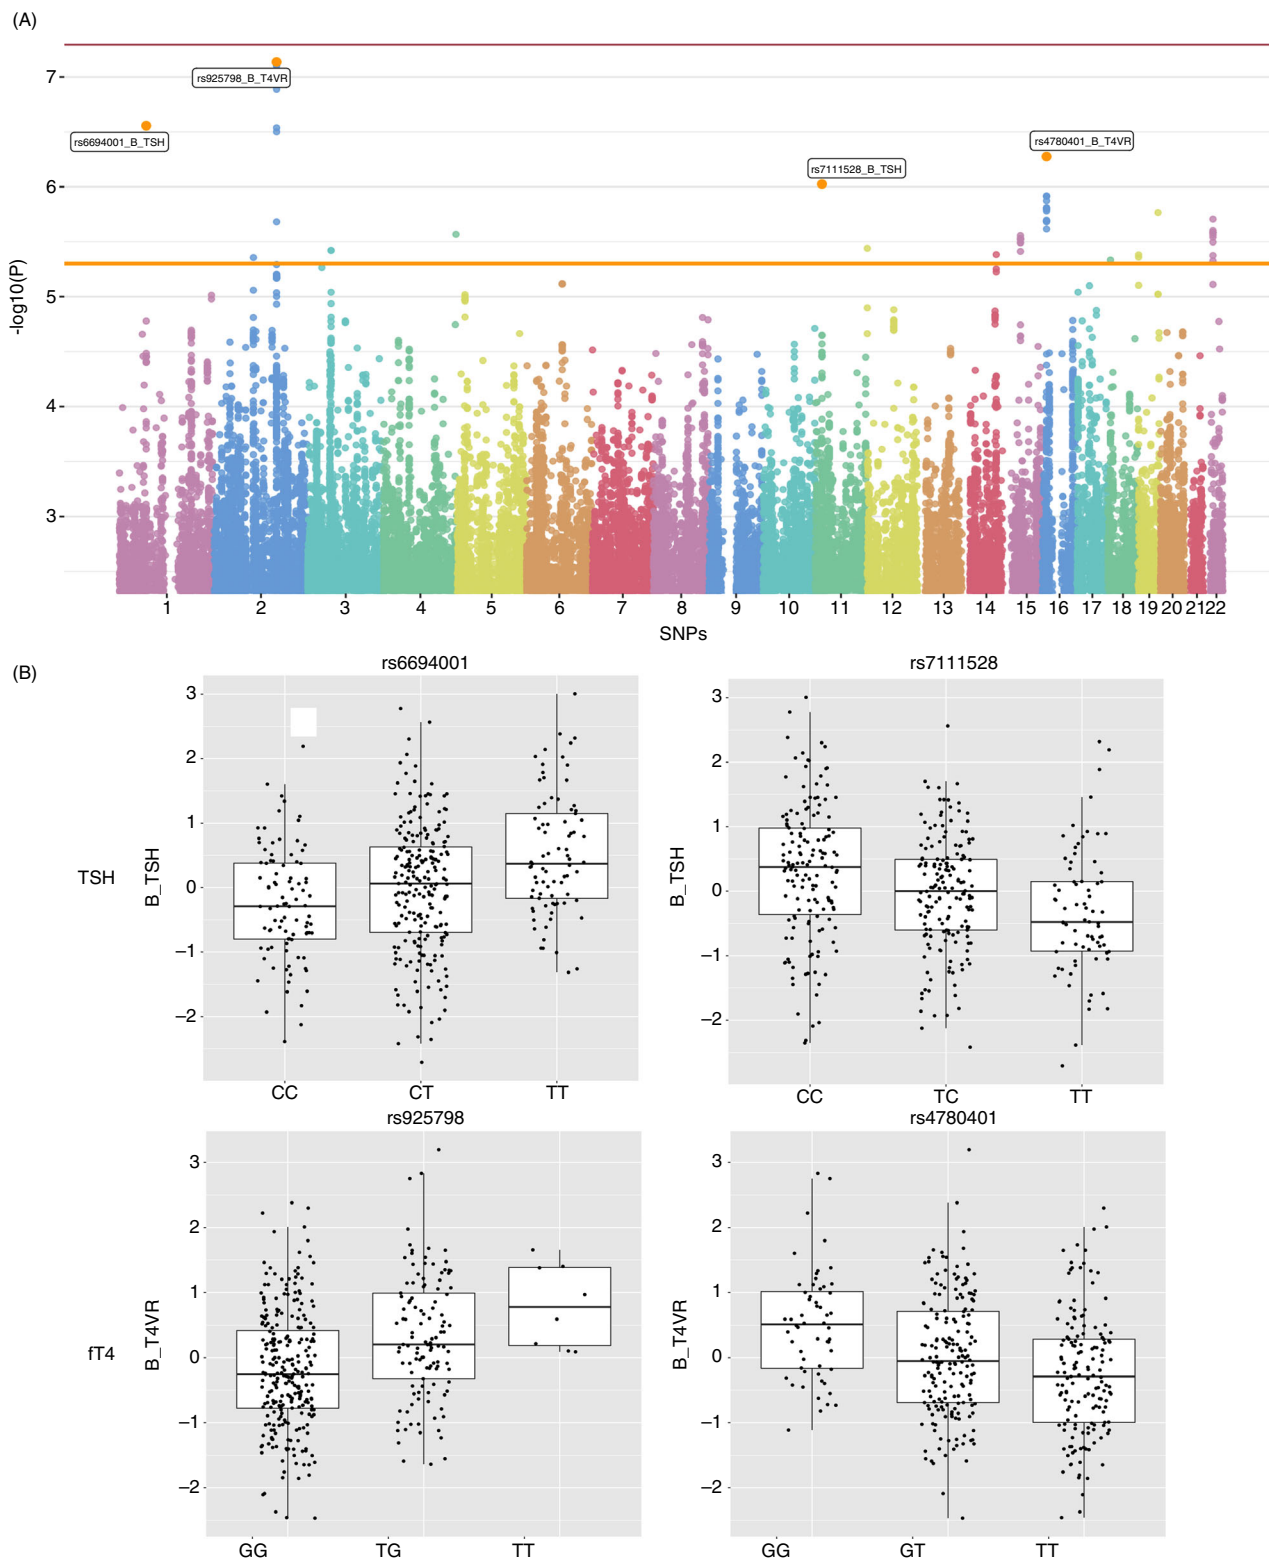 (A)
7
6
5
4
3
-log10(P)
rs925798_B_T4VR
rs6694001_B_TSH
rs7111528_B_TSH
rs4780401_B_T4VR
1 2 3 4 5 6 7 8 9 10 11 12 13 14 15 16 17 18 19 20 21 22
SNPs
(B)
rs6694001
TSH
B_TSH
3
2
1
0
−1
−2
CC CT TT
rs7111528
B_TSH
3
2
1
0
−1
−2
CC TC TT
rs925798
fT4
B_T4VR
3
2
1
0
−1
−2
GG TG TT
rs4780401
B_T4VR
3
2
1
0
−1
−2
GG GT TT